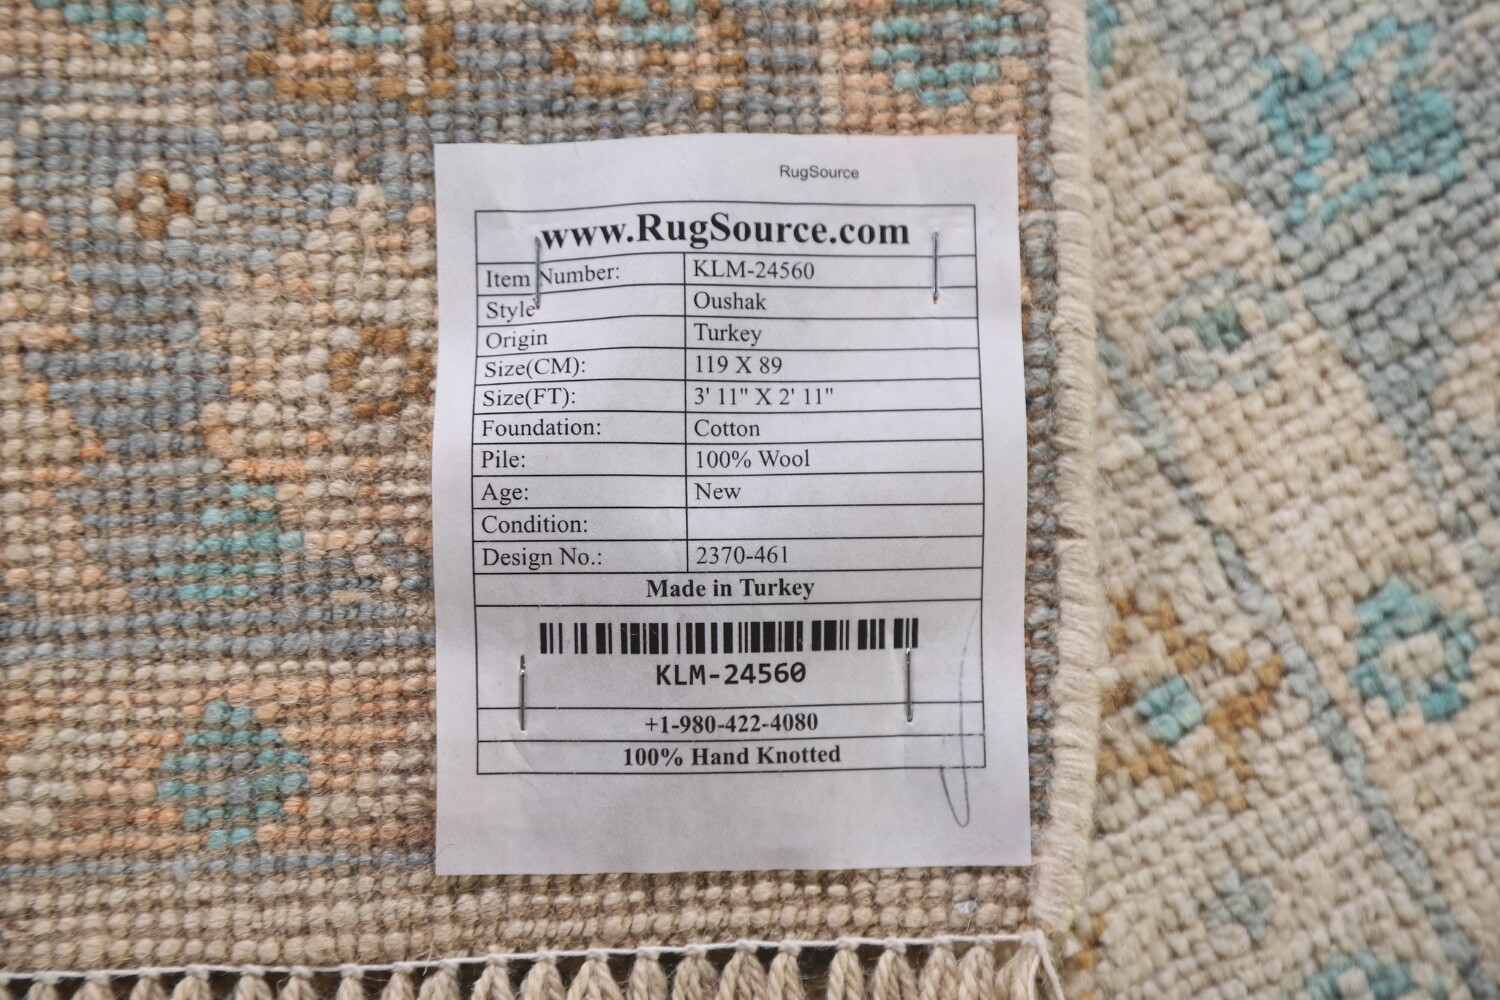 RugSource
www.RugSource.com
Item Number: KLM-24560
Style Oushak
Origin Turkey
Size(CM): 119 X 89
Size(FT): 3' 11" X 2' 11"
Foundation: Cotton
Pile: 100% Wool
Age: New
Condition:
Design No.: 2370-461
Made in Turkey
KLM-24560
+1-980-422-4080
100% Hand Knotted